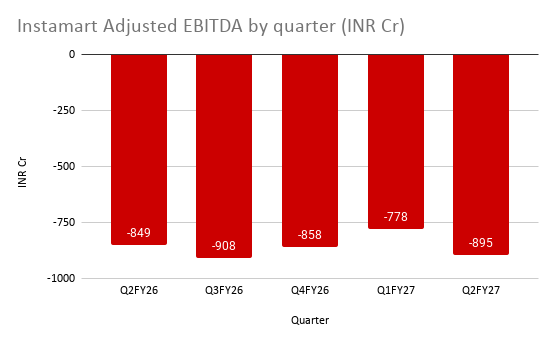 Instamart Adjusted EBITDA by quarter (INR Cr)
0
-250
-500
-750
-1000
INR Cr
-849
-908
-858
-778
-895
Q2FY26
Q3FY26
Q4FY26
Q1FY27
Q2FY27
Quarter